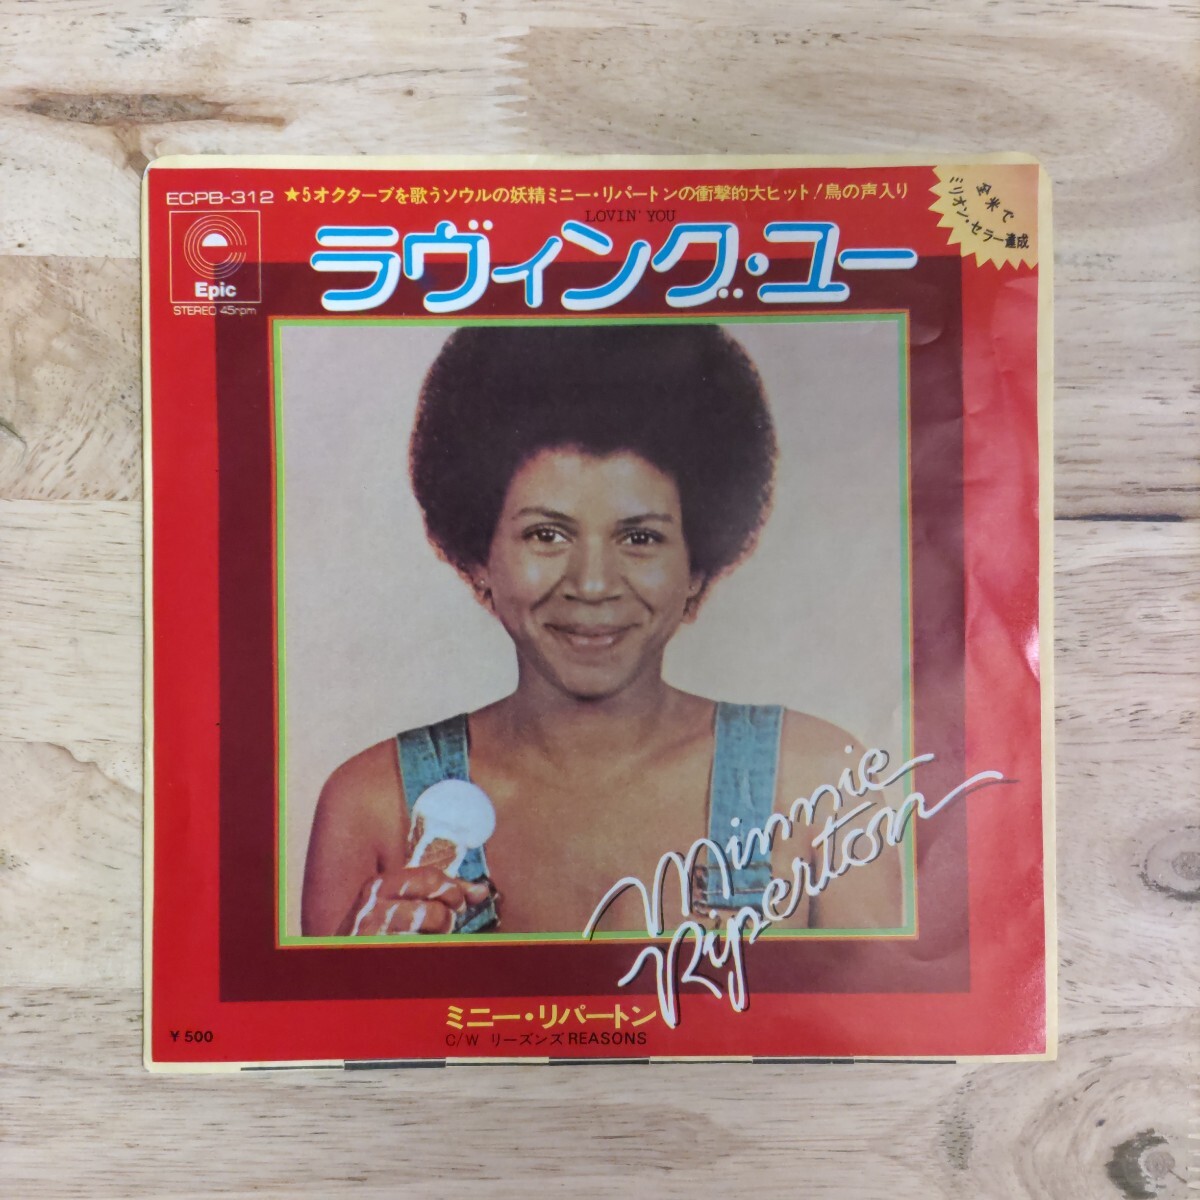 ECPB-312
★5オクターブを歌うソウルの妖精ミニー・リパートンの衝撃的大ヒット!鳥の声入り
全米で
ミリオン・セラー達成
LOVIN' YOU
ラヴィング・ユー
e
Epic
STEREO 45rpm
Minnie
Riperton
ミニー・リパートン
C/W リーズンズ REASONS
¥500